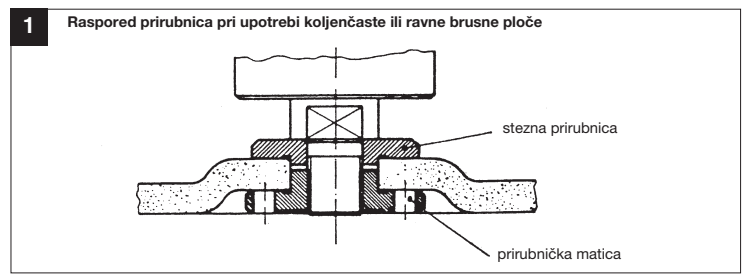 1
Raspored prirubnica pri upotrebi koljenčaste ili ravne brusne ploče
stezna prirubnica
prirubnička matica